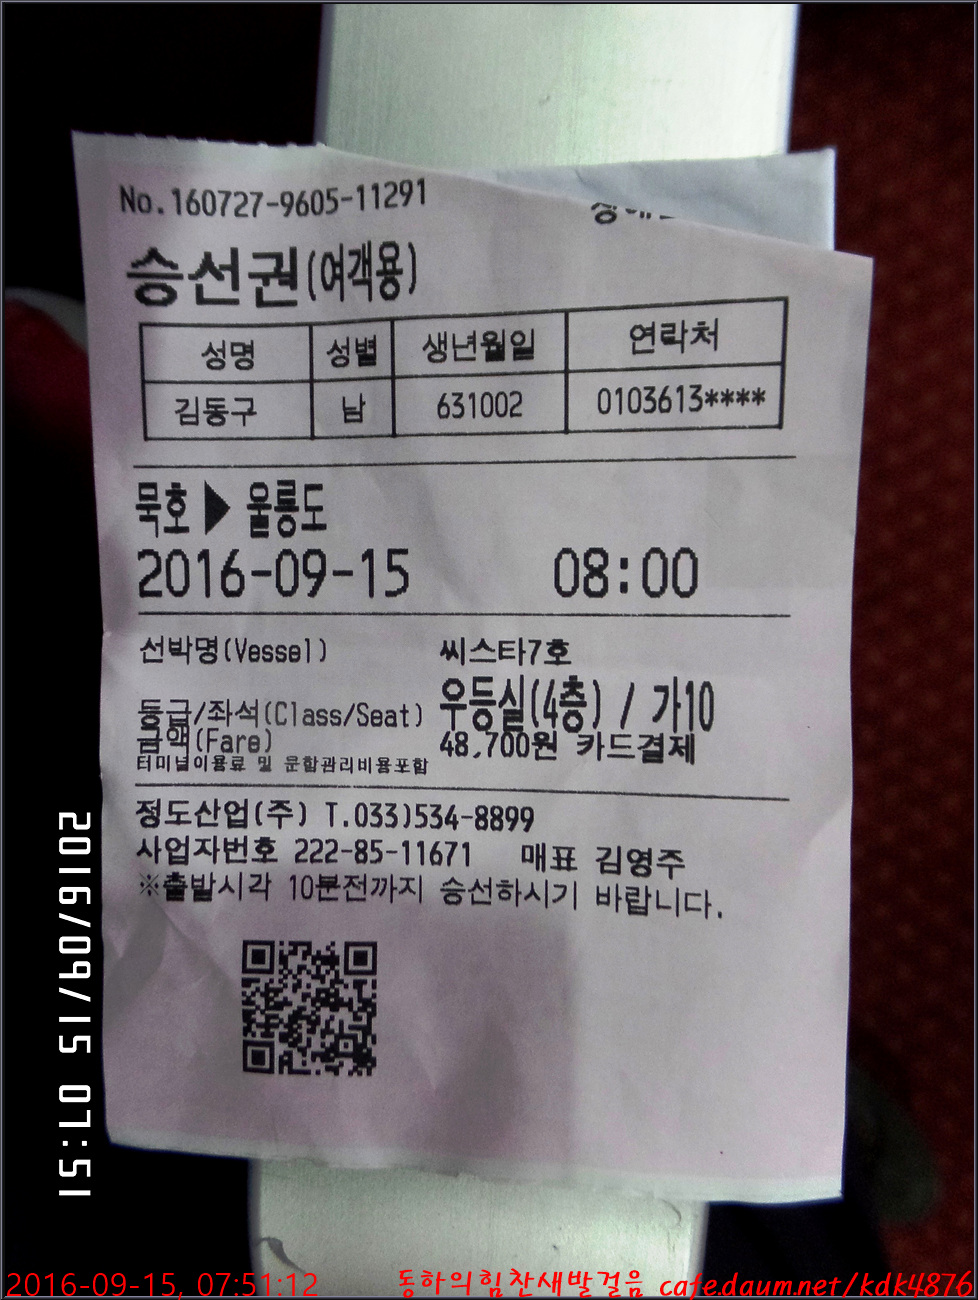 No.160727-9605-11291
승선권(여객용)
성명 성별 생년월일 연락처
김동구 남 631002 0103613****
묵호 ▶ 울릉도
2016-09-15 08:00
선박명(Vessel) 씨스타7호
등급/좌석(Class/Seat) 우등실(4층) / 가10
금액(Fare) 48,700원 카드결제
터미널이용료 및 문화관리비용포함
정도산업(주) T.033)534-8899
사업자번호 222-85-11671 매표 김영주
※출발시각 10분전까지 승선하시기 바랍니다.
2016/09/15 07:51
2016-09-15, 07:51:12 동하의힘찬새발걸음 cafe.daum.net/kdk4876